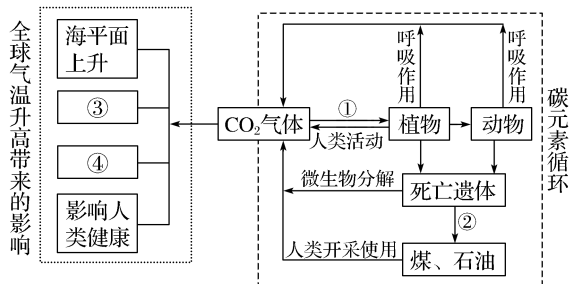 全球气温升高带来的影响
海平面
上升
③
④
影响人
类健康
CO₂气体
①
人类活动
植物
动物
呼吸作用
呼吸作用
微生物分解
死亡遗体
②
人类开采使用
煤、石油
碳元素循环